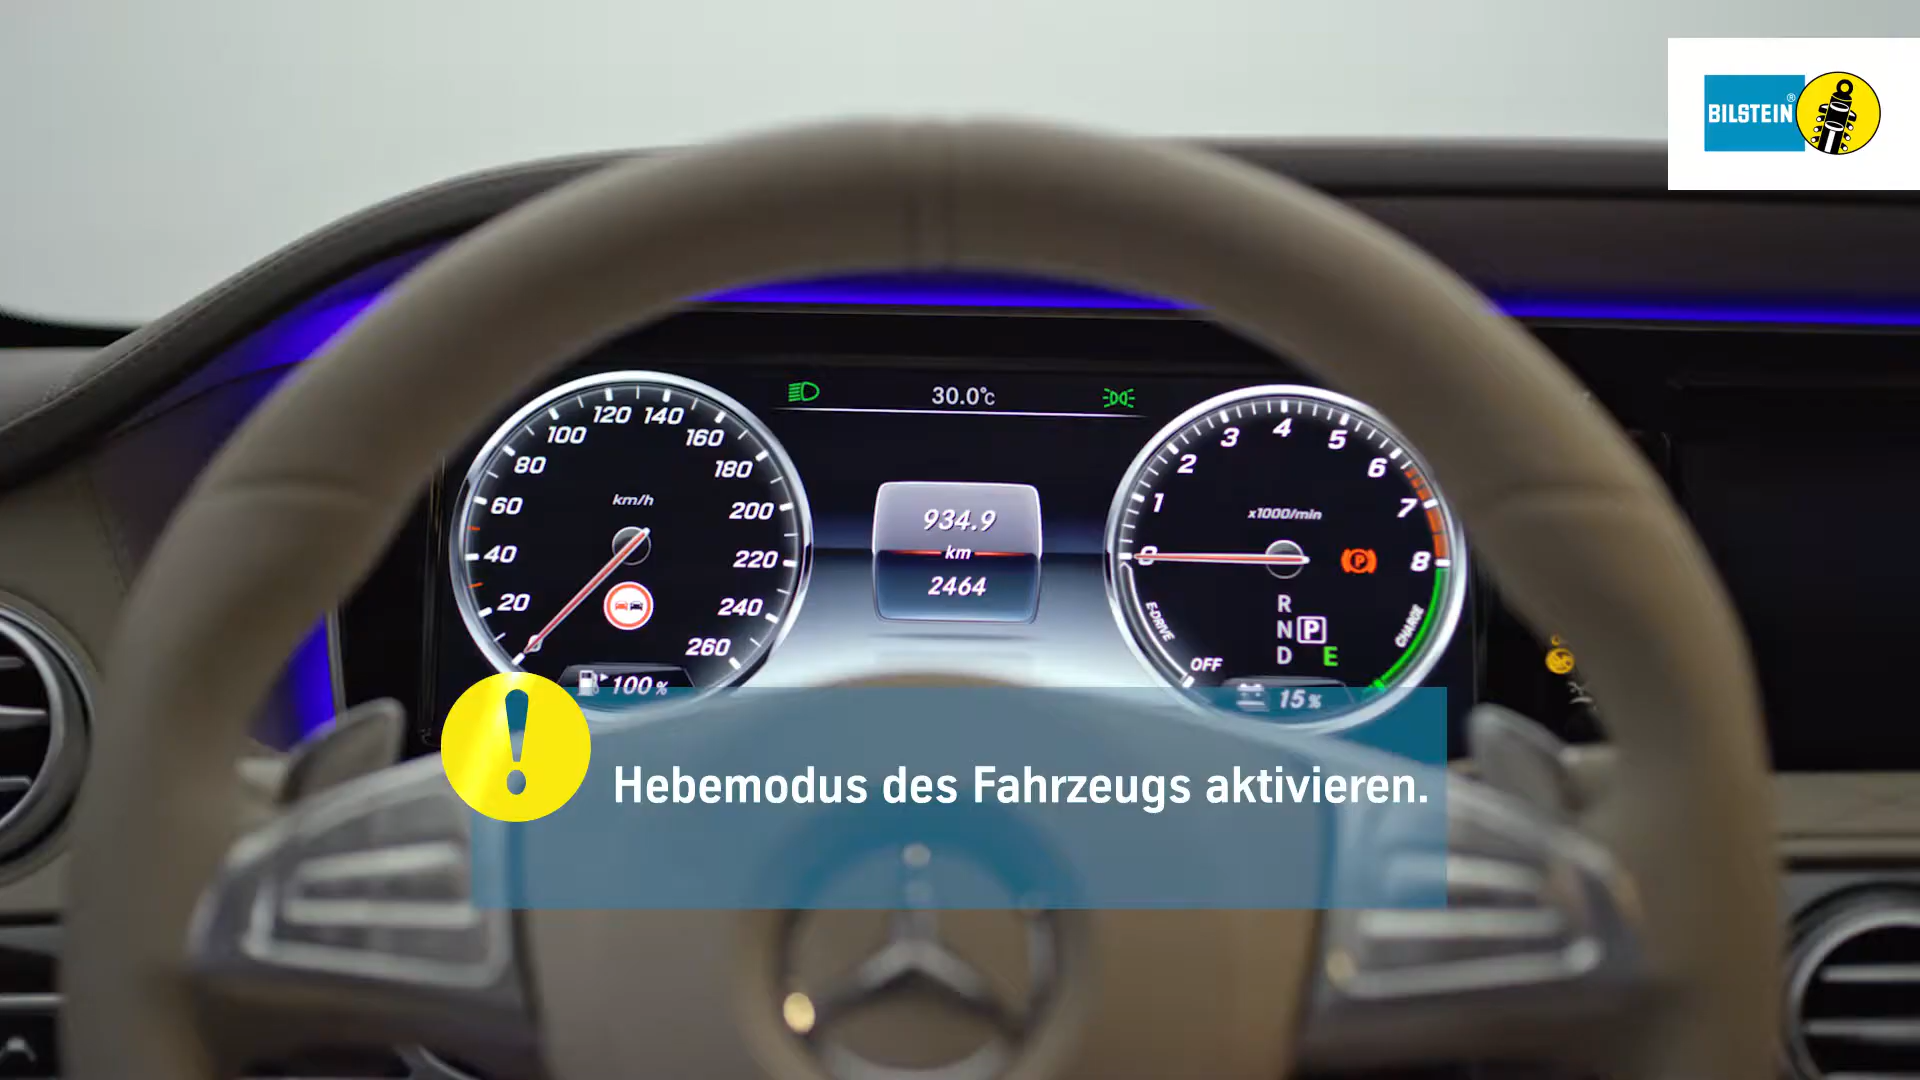 BILSTEIN®
30.0°C
120 140
100 160
80 180
60 km/h 200
40 220
20 240
260
100 %
934.9
km
2464
3 4 5
2 6
1 7
x1000/min
0 P 8
R
N P
D E
E-DRIVE
CHARGE
OFF
15 %
! Hebemodus des Fahrzeugs aktivieren.